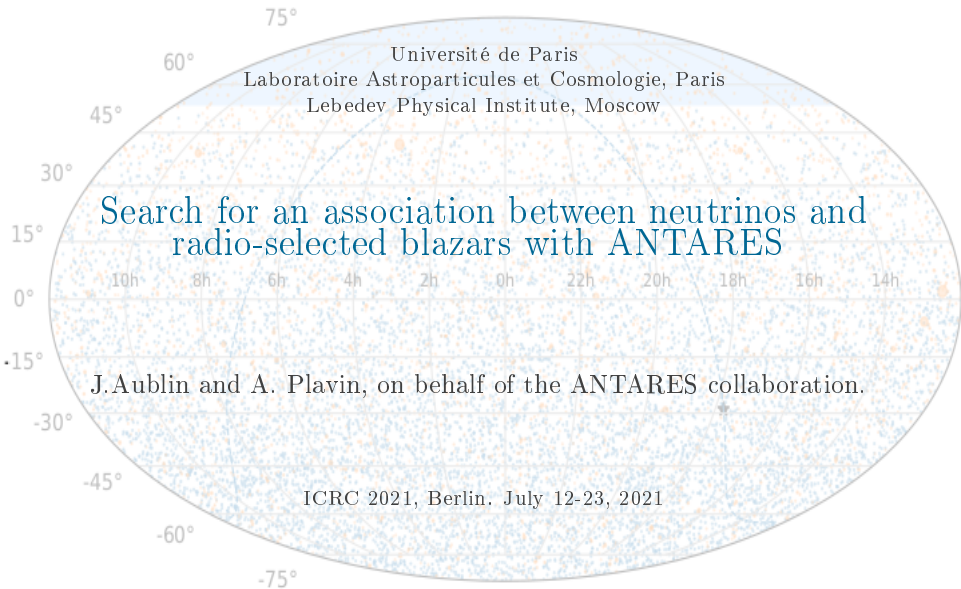 75°
Université de Paris
60°
Laboratoire Astroparticules et Cosmologie, Paris
Lebedev Physical Institute, Moscow
45°
30°
Search for an association between neutrinos and
15°
radio-selected blazars with ANTARES
10h 8h 6h 4h 2h 0h 22h 20h 18h 16h 14h
0°
-15°
J.Aublin and A. Plavin, on behalf of the ANTARES collaboration.
-30°
-45°
ICRC 2021, Berlin. July 12-23, 2021
-60°
-75°